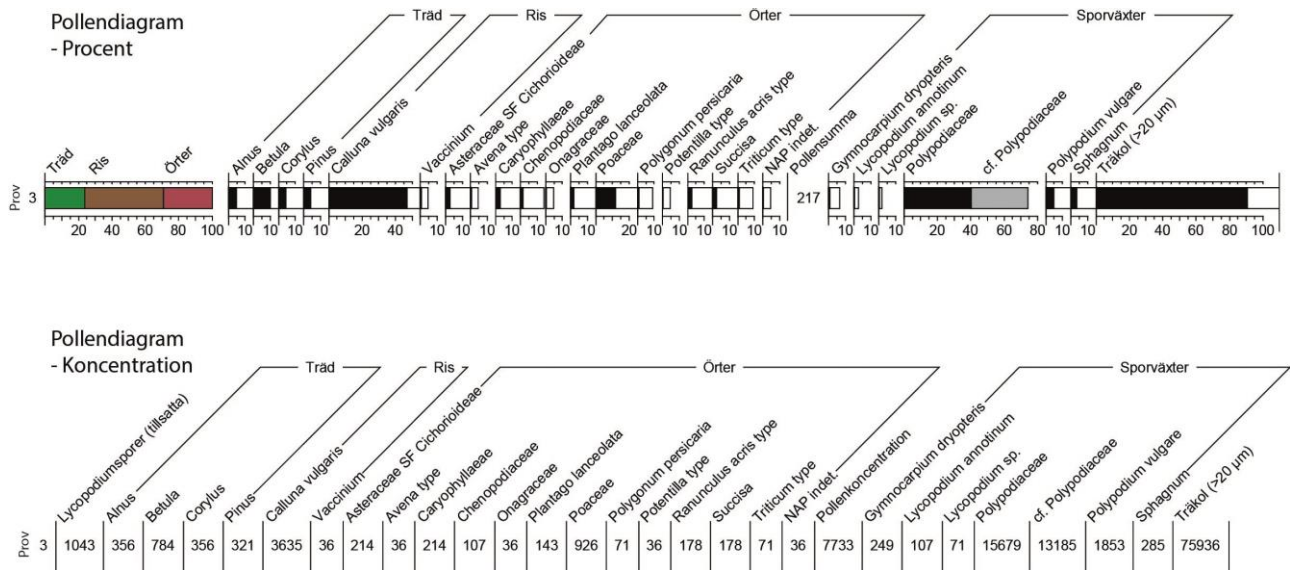 Pollendiagram
- Procent
Träd Ris Örter Sporväxter
Träd Ris Örter Alnus Betula Corylus Pinus Calluna vulgaris Vaccinium Asteraceae SF Cichorioideae Avena type Caryophyllaeae Chenopodiaceae Onagraceae Plantago lanceolata Poaceae Polygonum persicaria Potentilla type Ranunculus acris type Succisa Triticum type NAP indet. Pollensumma Gymnocarpium dryopteris Lycopodium annotinum Lycopodium sp. Polypodiaceae cf. Polypodiaceae Polypodium vulgare Sphagnum Träkol (>20 µm)
Prov 3 217
20 40 60 80 100 10 10 10 10 20 40 10 10 10 10 10 10 10 20 10 10 10 10 10 10 10 10 10 20 40 60 80 10 10 20 40 60 80 100
Pollendiagram
- Koncentration
Träd Ris Örter Sporväxter
Lycopodiumsporer (tillsatta) Alnus Betula Corylus Pinus Calluna vulgaris Vaccinium Asteraceae SF Cichorioideae Avena type Caryophyllaeae Chenopodiaceae Onagraceae Plantago lanceolata Poaceae Polygonum persicaria Potentilla type Ranunculus acris type Succisa Triticum type NAP indet. Pollenkoncentration Gymnocarpium dryopteris Lycopodium annotinum Lycopodium sp. Polypodiaceae cf. Polypodiaceae Polypodium vulgare Sphagnum Träkol (>20 µm)
Prov 3 1043 356 784 356 321 3635 36 214 36 214 107 36 143 926 71 36 178 178 71 36 7733 249 107 71 15679 13185 1853 285 75936